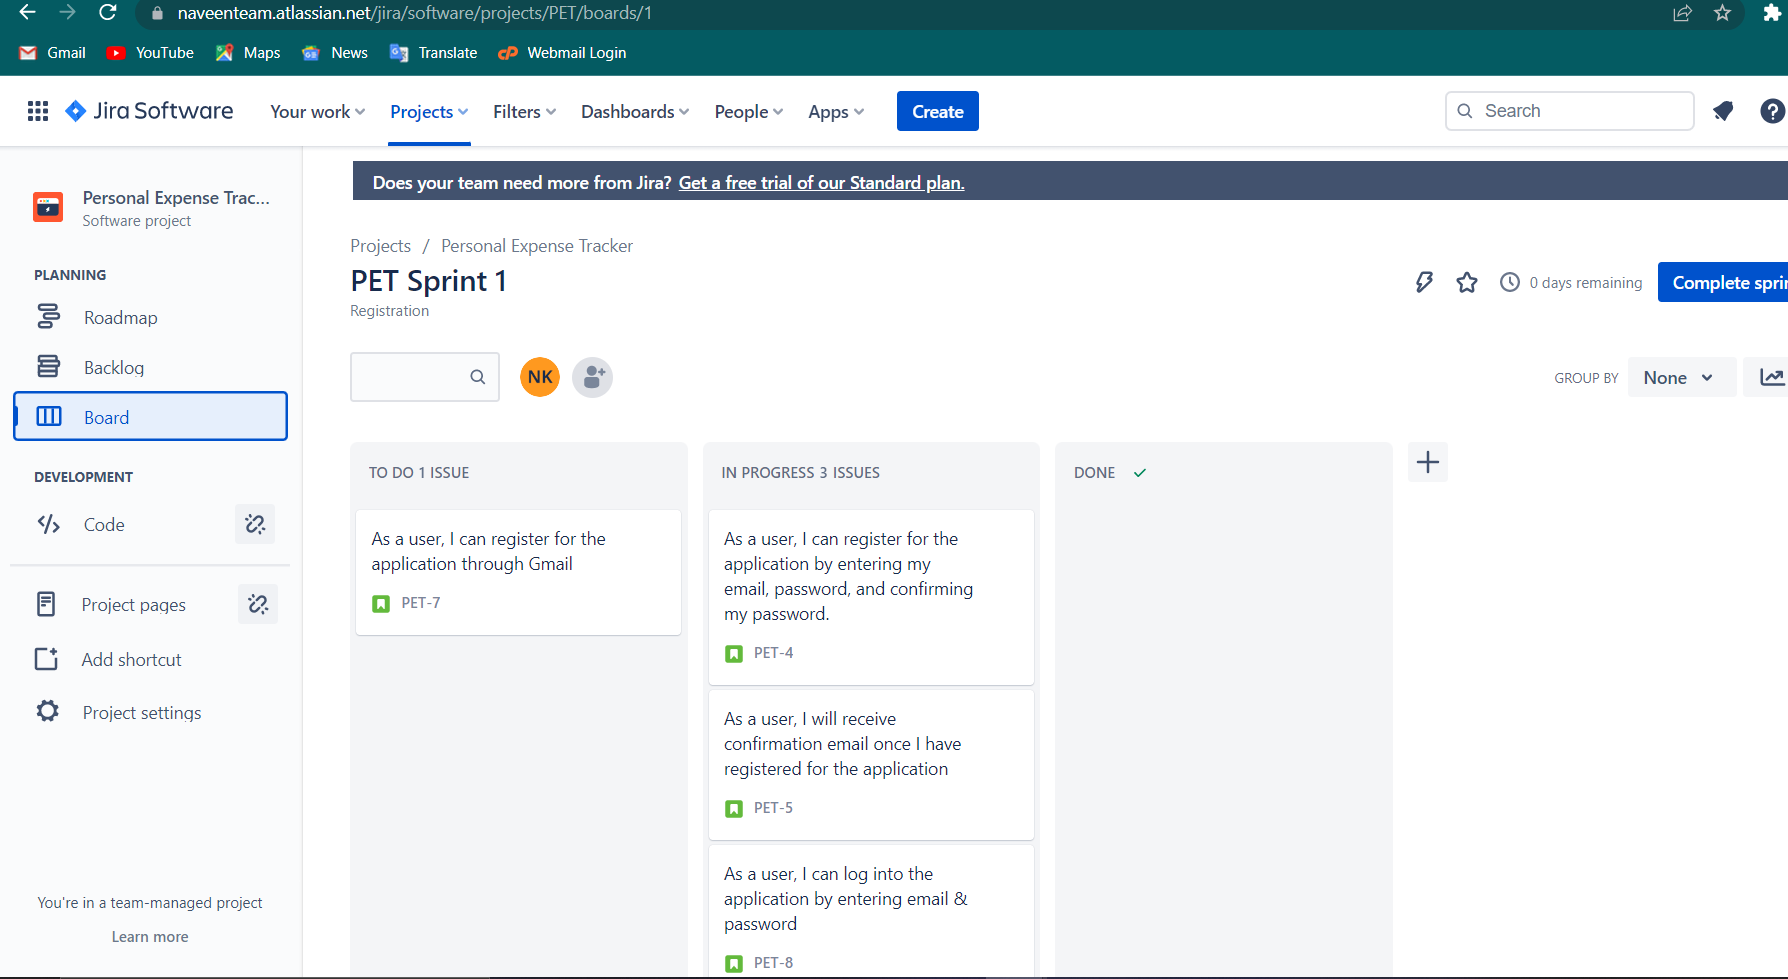 naveenteam.atlassian.net/jira/software/projects/PET/boards/1
Gmail YouTube Maps News Translate Webmail Login
Jira Software Your work Projects Filters Dashboards People Apps Create Search
Personal Expense Trac...
Software project
PLANNING
Roadmap
Backlog
Board
DEVELOPMENT
Code
Project pages
Add shortcut
Project settings
You're in a team-managed project
Learn more
Does your team need more from Jira? Get a free trial of our Standard plan.
Projects / Personal Expense Tracker
PET Sprint 1
Registration
0 days remaining
Complete sprin
NK
GROUP BY None
TO DO 1 ISSUE
As a user, I can register for the
application through Gmail
PET-7
IN PROGRESS 3 ISSUES
As a user, I can register for the
application by entering my
email, password, and confirming
my password.
PET-4
As a user, I will receive
confirmation email once I have
registered for the application
PET-5
As a user, I can log into the
application by entering email &
password
PET-8
DONE